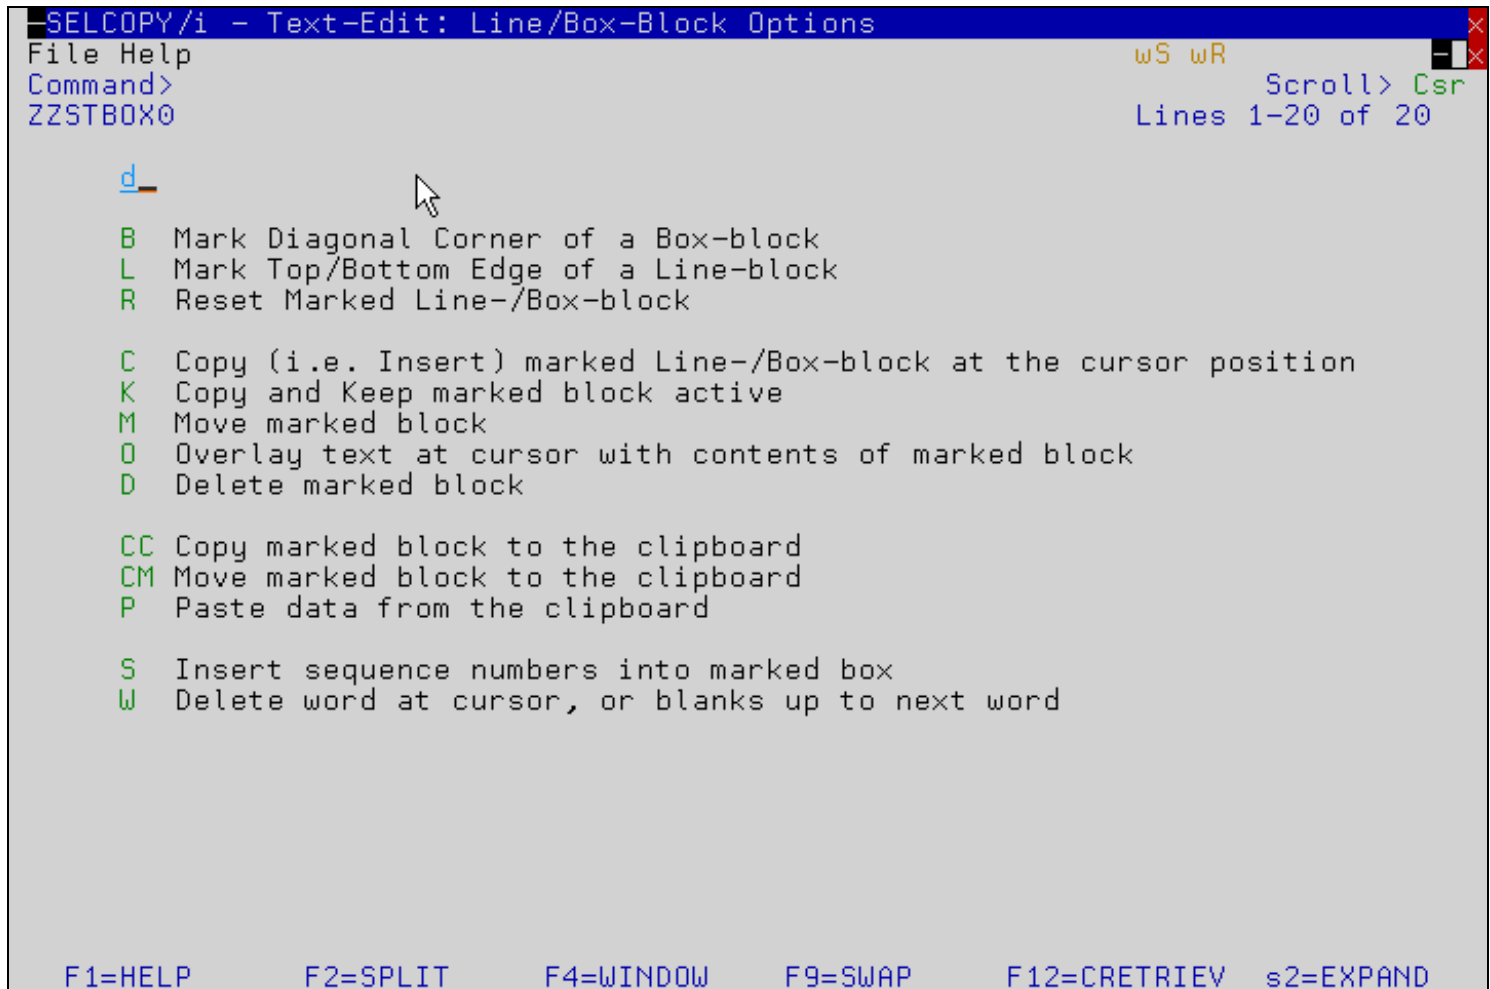 SELCOPY/i - Text-Edit: Line/Box-Block Options x
File Help wS wR - x
Command> Scroll> Csr
ZZSTBOX0 Lines 1-20 of 20
d_
B Mark Diagonal Corner of a Box-block
L Mark Top/Bottom Edge of a Line-block
R Reset Marked Line-/Box-block
C Copy (i.e. Insert) marked Line-/Box-block at the cursor position
K Copy and Keep marked block active
M Move marked block
O Overlay text at cursor with contents of marked block
D Delete marked block
CC Copy marked block to the clipboard
CM Move marked block to the clipboard
P Paste data from the clipboard
S Insert sequence numbers into marked box
W Delete word at cursor, or blanks up to next word
F1=HELP F2=SPLIT F4=WINDOW F9=SWAP F12=CRETRIEV s2=EXPAND